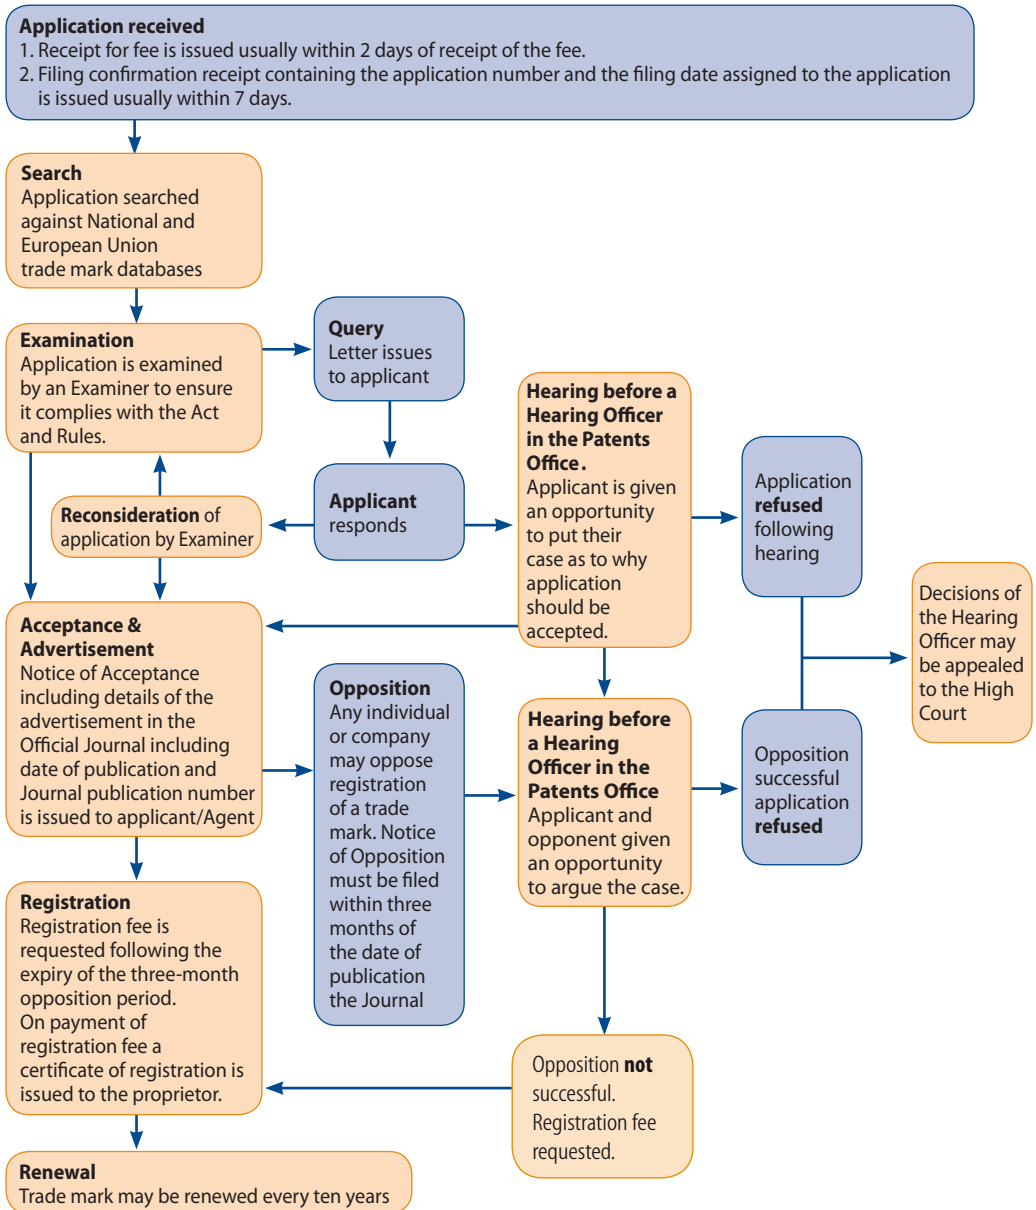 Application received
1. Receipt for fee is issued usually within 2 days of receipt of the fee.
2. Filing confirmation receipt containing the application number and the filing date assigned to the application
is issued usually within 7 days.
Search
Application searched
against National and
European Union
trade mark databases
Examination
Application is examined
by an Examiner to ensure
it complies with the Act
and Rules.
Query
Letter issues
to applicant
Applicant
responds
Reconsideration of
application by Examiner
Hearing before a
Hearing Officer
in the Patents
Office.
Applicant is given
an opportunity
to put their
case as to why
application
should be
accepted.
Application
refused
following
hearing
Decisions of
the Hearing
Officer may
be appealed
to the High
Court
Acceptance &
Advertisement
Notice of Acceptance
including details of the
advertisement in the
Official Journal including
date of publication and
Journal publication number
is issued to applicant/Agent
Opposition
Any individual
or company
may oppose
registration
of a trade
mark. Notice
of Opposition
must be filed
within three
months of
the date of
publication
the Journal
Hearing before
a Hearing
Officer in the
Patents Office
Applicant and
opponent given
an opportunity
to argue the case.
Opposition
successful
application
refused
Registration
Registration fee is
requested following the
expiry of the three-month
opposition period.
On payment of
registration fee a
certificate of registration is
issued to the proprietor.
Opposition not
successful.
Registration fee
requested.
Renewal
Trade mark may be renewed every ten years